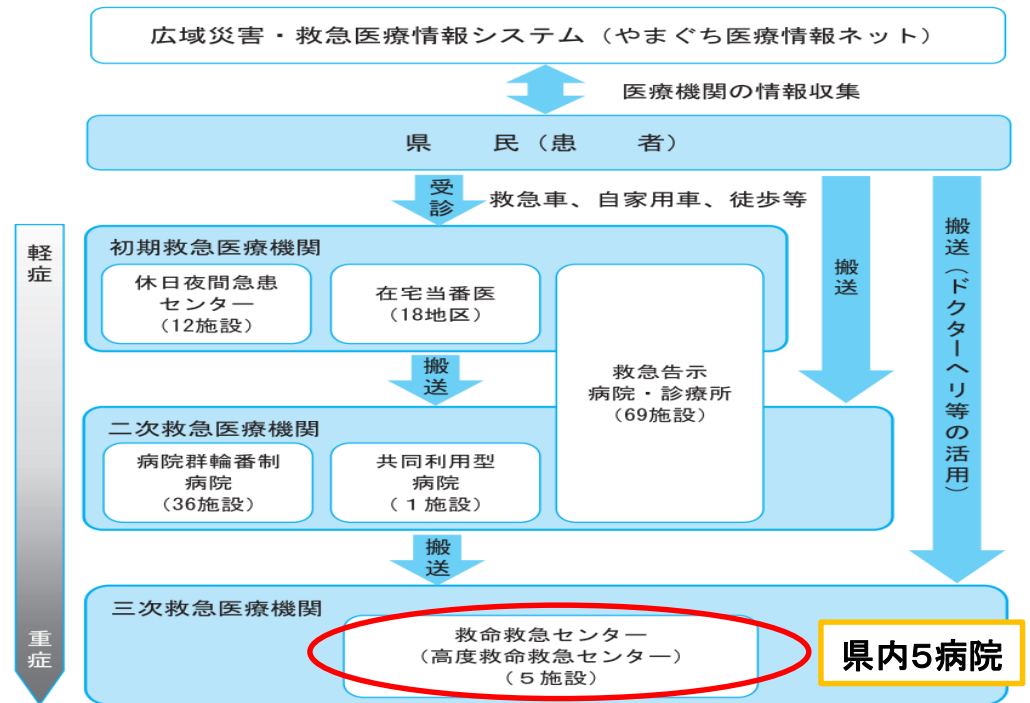 広域災害・救急医療情報システム（やまぐち医療情報ネット）
医療機関の情報収集
県 民（患 者）
受診
救急車、自家用車、徒歩等
軽症
初期救急医療機関
休日夜間急患
センター
（12施設）
在宅当番医
（18地区）
搬送
搬送（ドクターヘリ等の活用）
搬送
救急告示
病院・診療所
（69施設）
二次救急医療機関
病院群輪番制
病院
（36施設）
共同利用型
病院
（１施設）
搬送
三次救急医療機関
重症
救命救急センター
（高度救命救急センター）
（５施設）
県内５病院